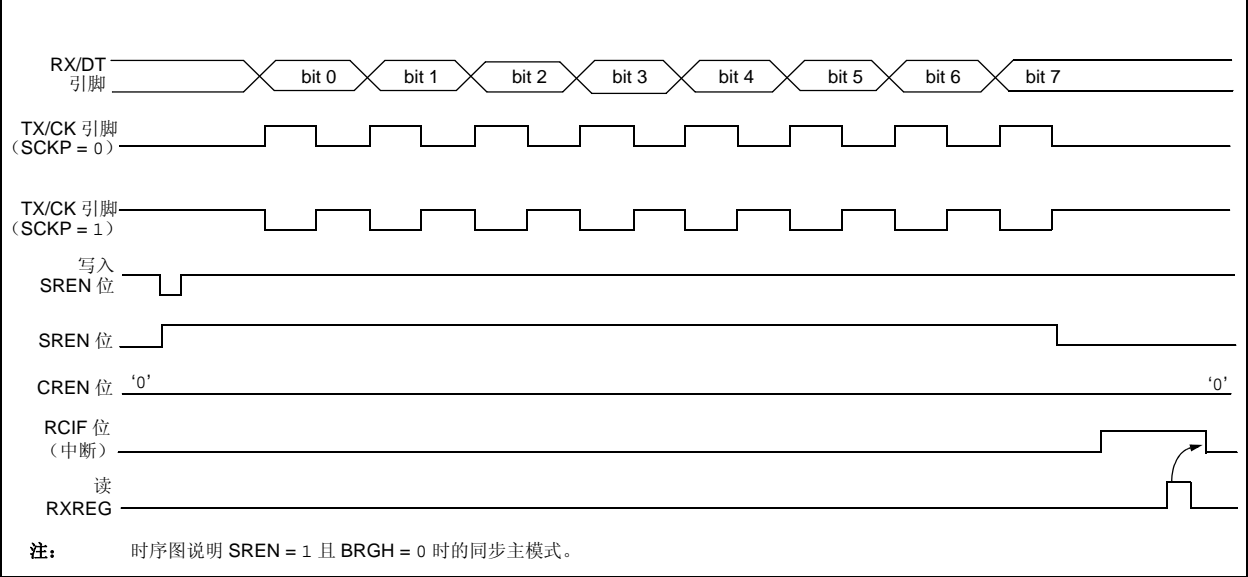 RX/DT
引脚
bit 0 bit 1 bit 2 bit 3 bit 4 bit 5 bit 6 bit 7
TX/CK 引脚
（SCKP = 0）
TX/CK 引脚
（SCKP = 1）
写入
SREN 位
SREN 位
CREN 位 ‘0’ ‘0’
RCIF 位
（中断）
读
RXREG
注： 时序图说明 SREN = 1 且 BRGH = 0 时的同步主模式。